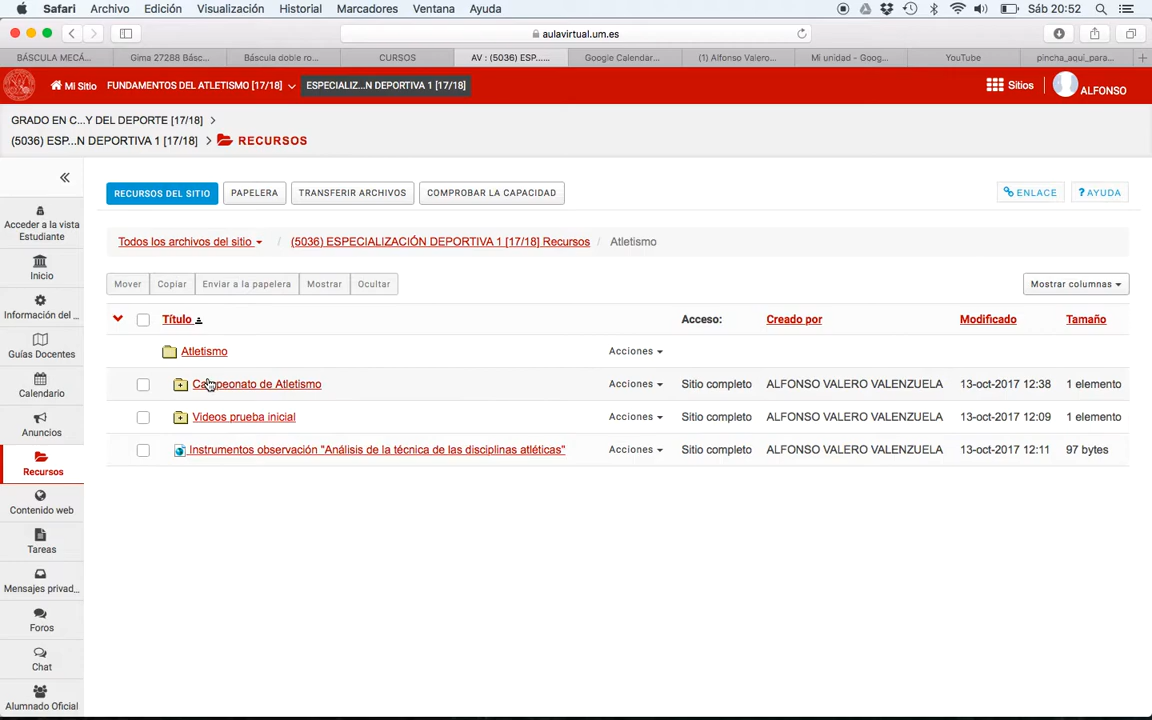 Safari Archivo Edición Visualización Historial Marcadores Ventana Ayuda Sáb 20:52
aulavirtual.um.es
BÁSCULA MECÁ... Gima 27288 Básc... Báscula doble ro... CURSOS AV : (5036) ESP.... Google Calendar... (1) Alfonso Valero... Mi unidad - Goog... YouTube pincha_aquí_para...
Mi Sitio FUNDAMENTOS DEL ATLETISMO [17/18] ESPECIALIZ...N DEPORTIVA 1 [17/18] Sitios ALFONSO
GRADO EN C...Y DEL DEPORTE [17/18] >
(5036) ESP...N DEPORTIVA 1 [17/18] > RECURSOS
RECURSOS DEL SITIO PAPELERA TRANSFERIR ARCHIVOS COMPROBAR LA CAPACIDAD ENLACE ? AYUDA
Todos los archivos del sitio / (5036) ESPECIALIZACIÓN DEPORTIVA 1 [17/18] Recursos / Atletismo
Mover Copiar Enviar a la papelera Mostrar Ocultar Mostrar columnas
Título Acceso: Creado por Modificado Tamaño
Atletismo Acciones
Campeonato de Atletismo Acciones Sitio completo ALFONSO VALERO VALENZUELA 13-oct-2017 12:38 1 elemento
Videos prueba inicial Acciones Sitio completo ALFONSO VALERO VALENZUELA 13-oct-2017 12:09 1 elemento
Instrumentos observación "Análisis de la técnica de las disciplinas atléticas" Acciones Sitio completo ALFONSO VALERO VALENZUELA 13-oct-2017 12:11 97 bytes
Acceder a la vista
Estudiante
Inicio
Información del ...
Guías Docentes
Calendario
Anuncios
Recursos
Contenido web
Tareas
Mensajes privad...
Foros
Chat
Alumnado Oficial